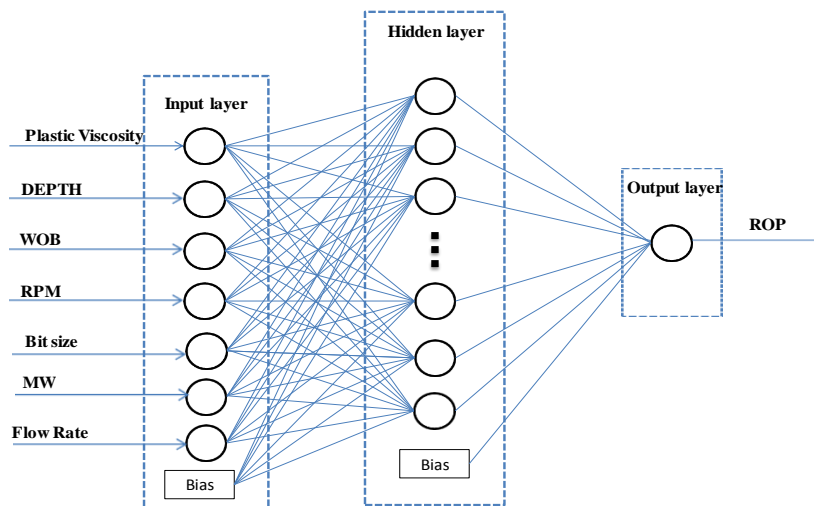 Hidden layer
Input layer
Plastic Viscosity
DEPTH
WOB
RPM
Bit size
MW
Flow Rate
Bias
Bias
Output layer
ROP